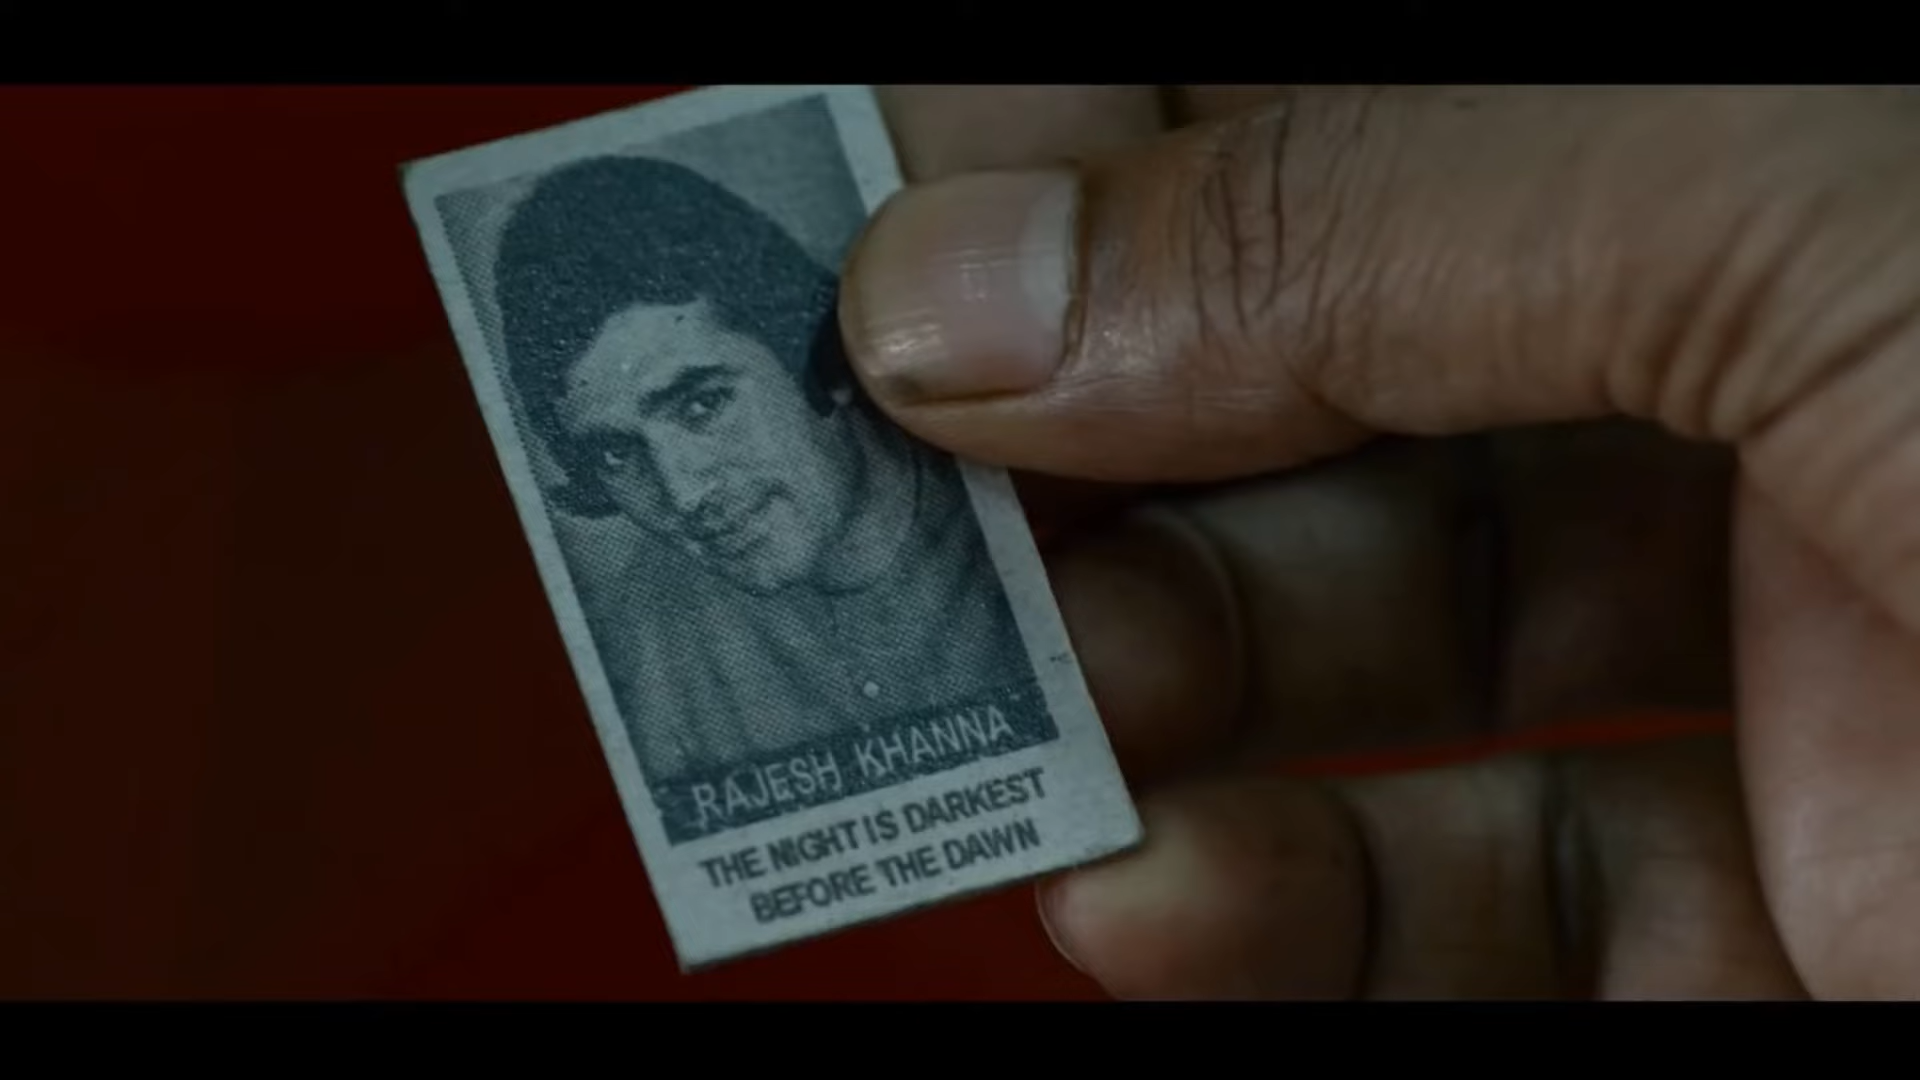 RAJESH KHANNA
THE NIGHT IS DARKEST
BEFORE THE DAWN